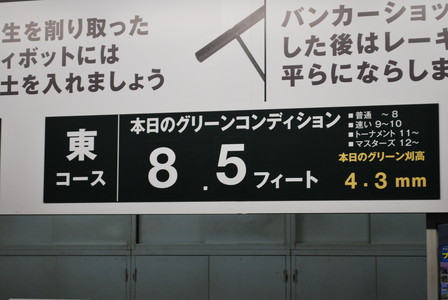 生を削り取った
ィボットには
土を入れましょう
バンカーショッ
した後はレーキ
平らにならしま
東
コース
本日のグリーンコンディション
8.5フィート
■普通 ～8
■速い 9～10
■トーナメント 11～
■マスターズ 12～
本日のグリーン刈高
4.3mm